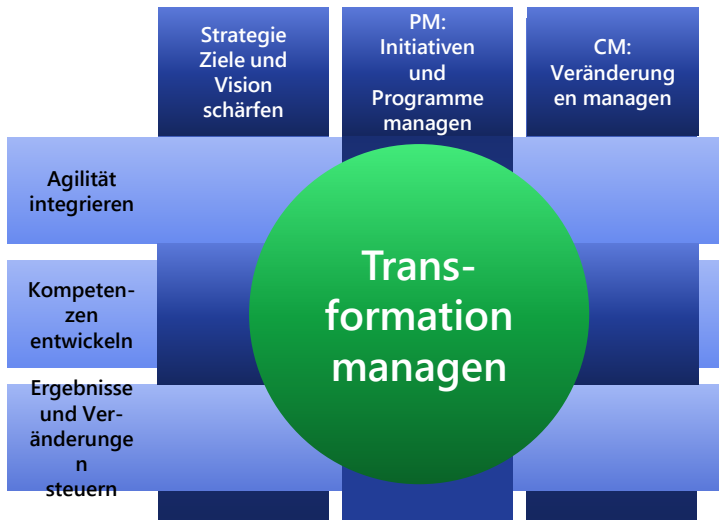 Strategie
Ziele und
Vision
schärfen
PM:
Initiativen
und
Programme
managen
CM:
Veränderung
en managen
Agilität
integrieren
Kompeten-
zen
entwickeln
Ergebnisse
und Ver-
änderunge
n
steuern
Trans-
formation
managen